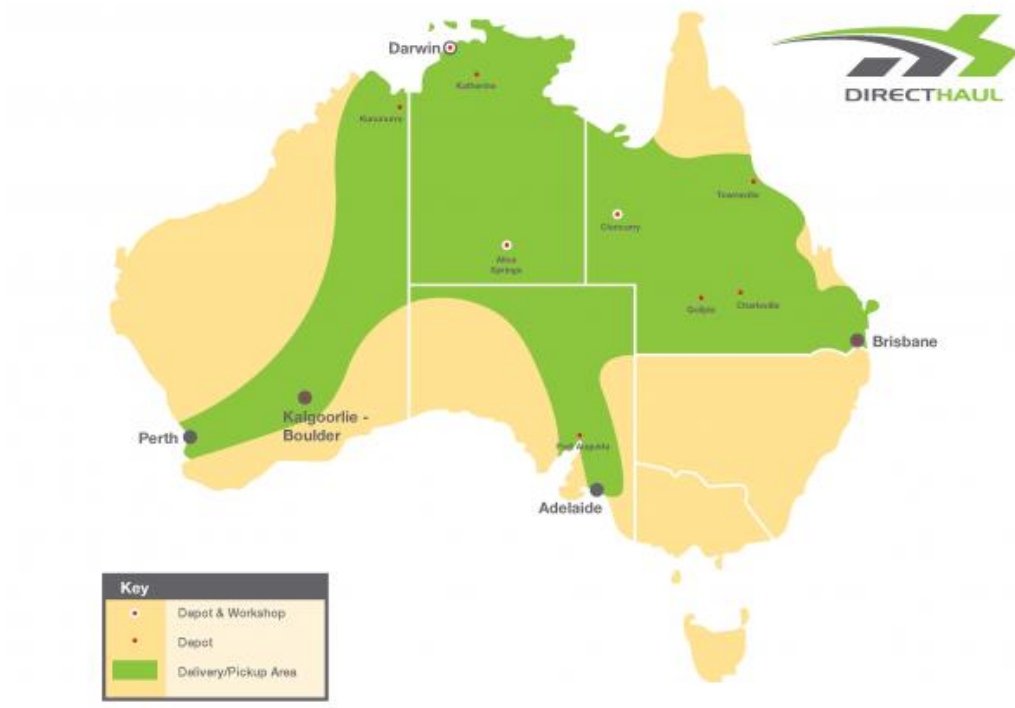 DIRECTHAUL
Darwin
Katherine
Kununurra
Townsville
Cloncurry
Alice
Springs
Quilpie
Charleville
Brisbane
Kalgoorlie -
Boulder
Perth
Port Augusta
Adelaide
Key
Depot & Workshop
Depot
Delivery/Pickup Area